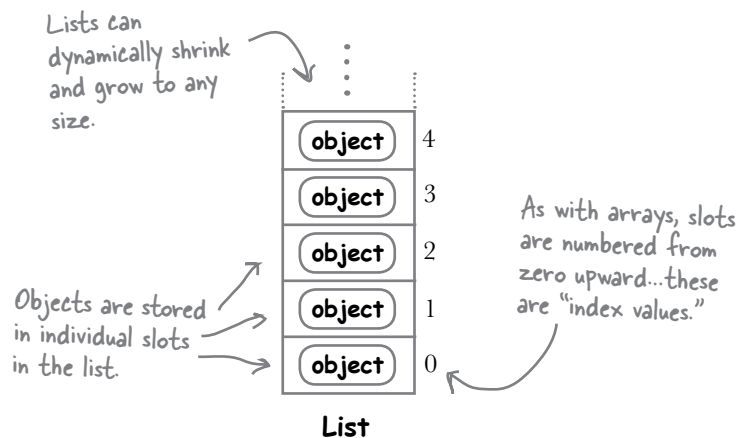 Lists can
dynamically shrink
and grow to any
size.
object 4
object 3
object 2
object 1
object 0
As with arrays, slots
are numbered from
zero upward...these
are “index values.”
Objects are stored
in individual slots
in the list.
List